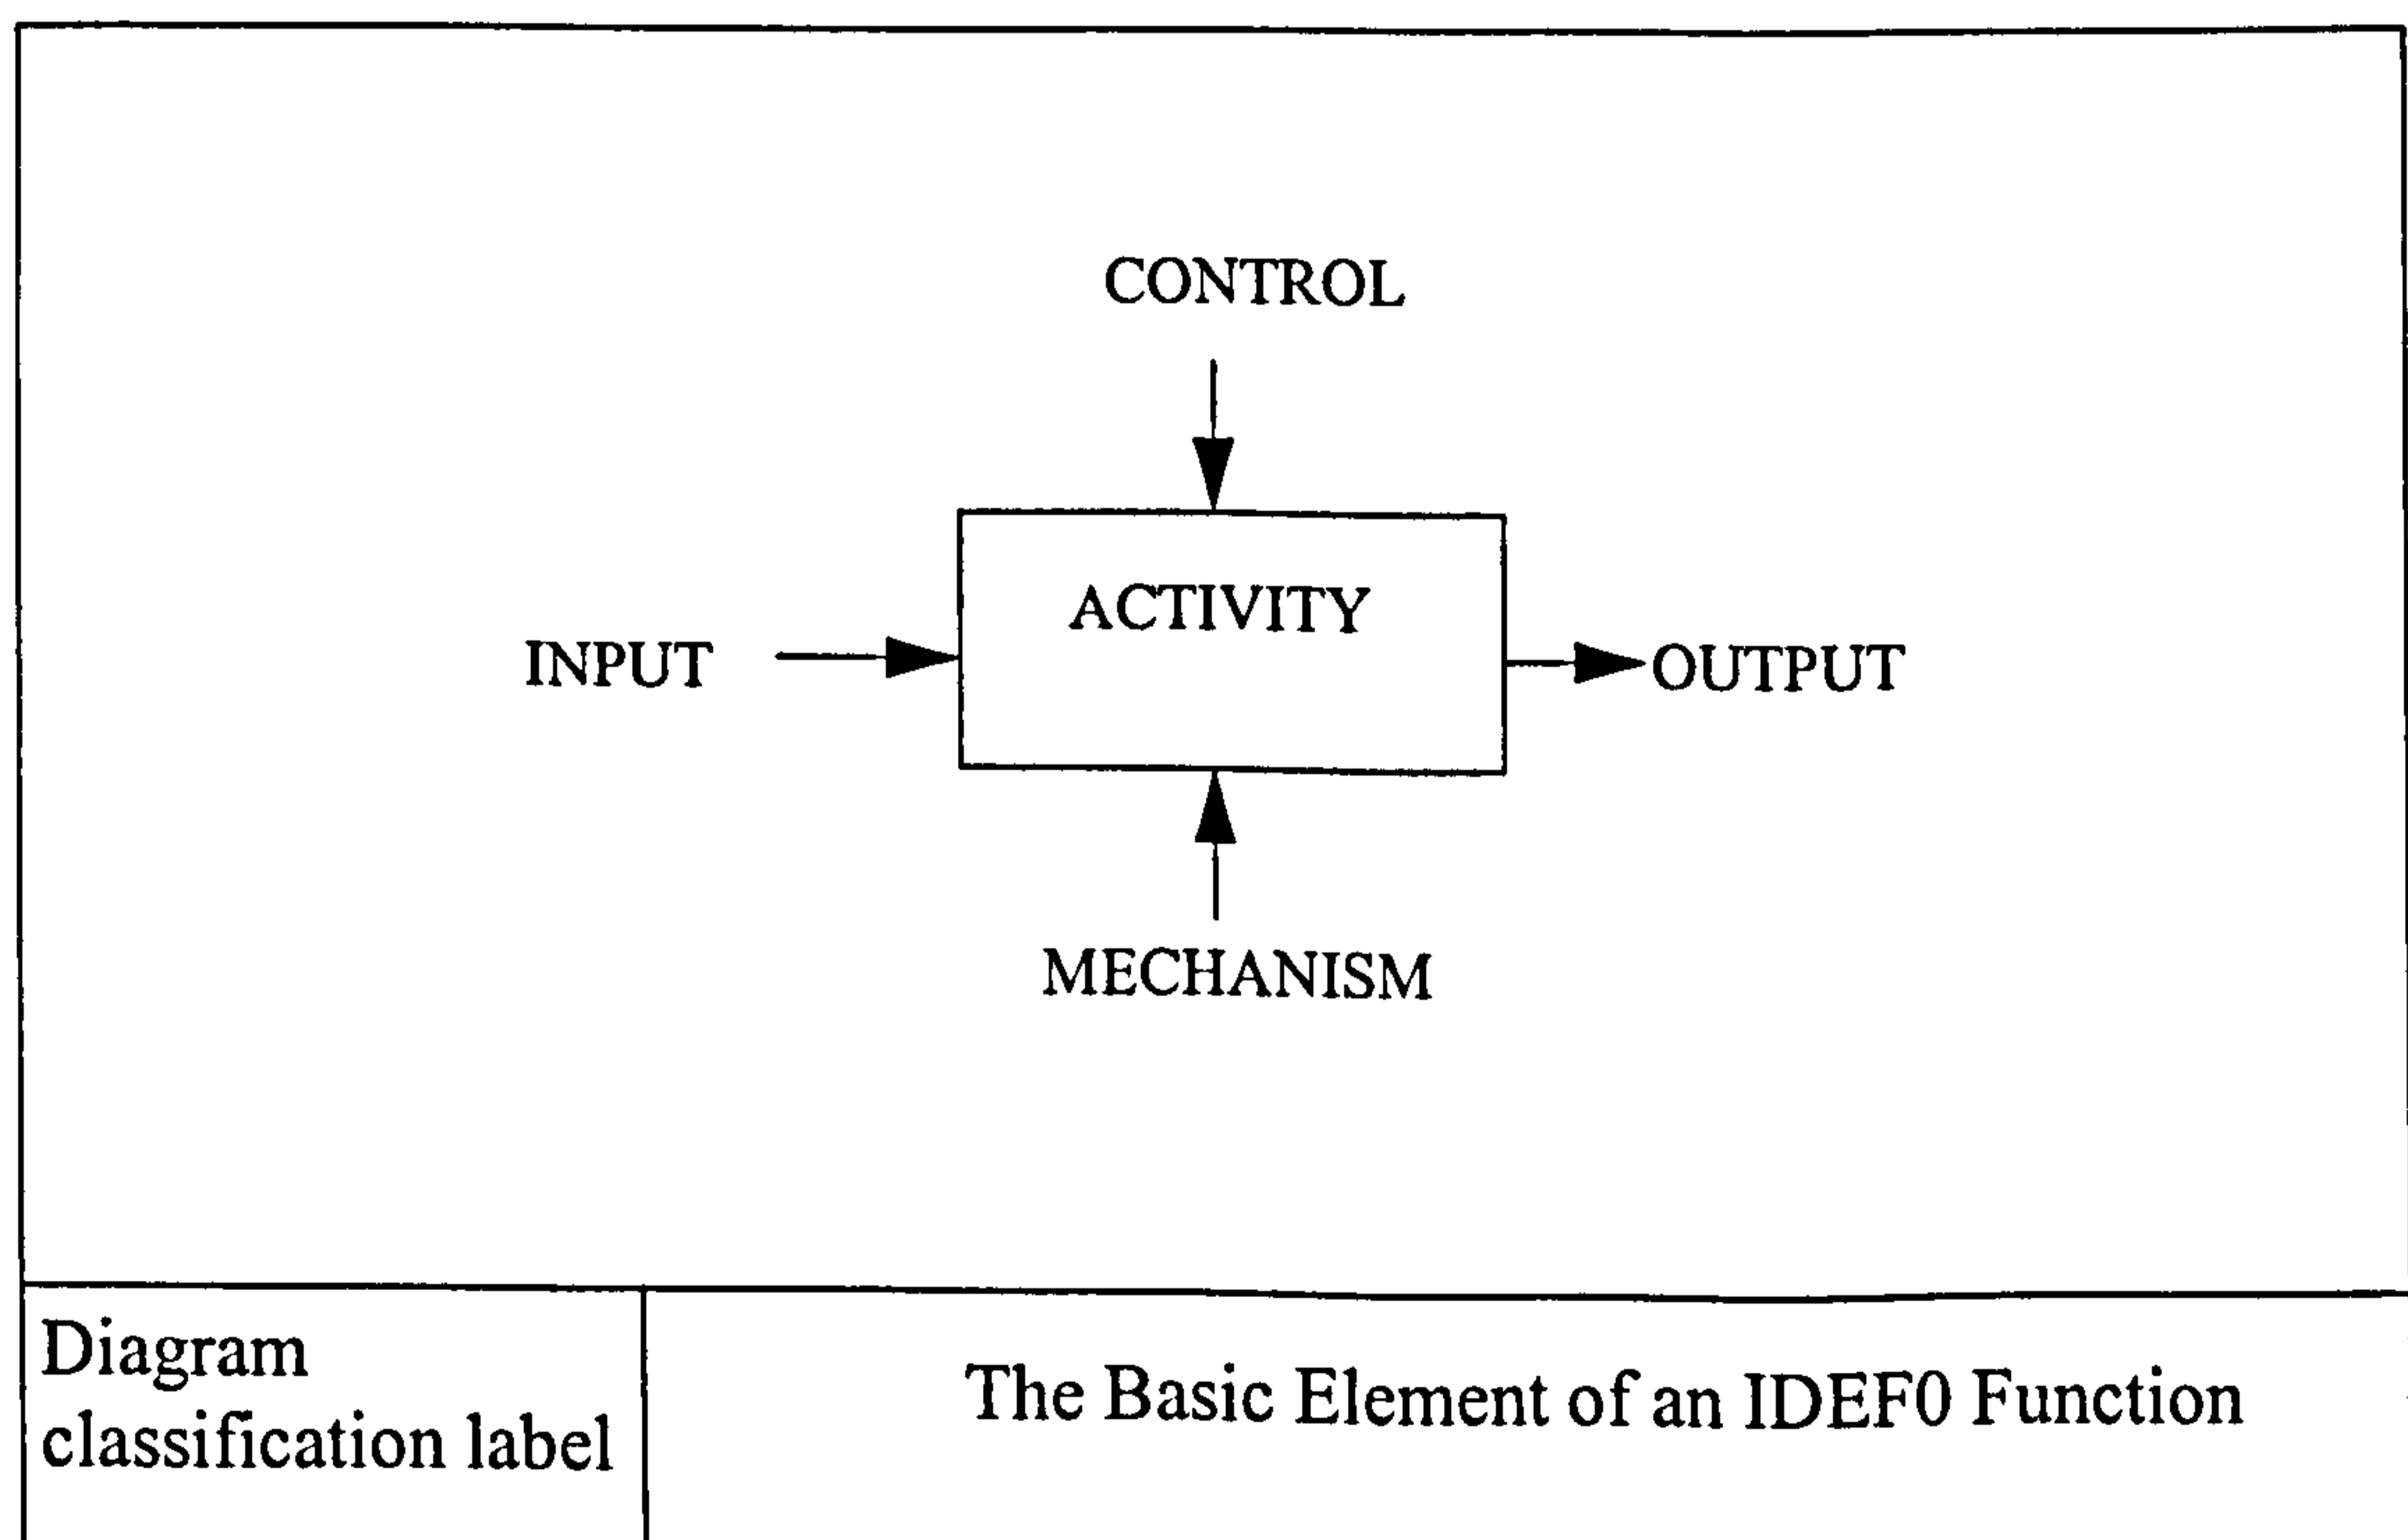 CONTROL
ACTIVITY
INPUT
OUTPUT
MECHANISM
Diagram
classification label
The Basic Element of an IDEF0 Function